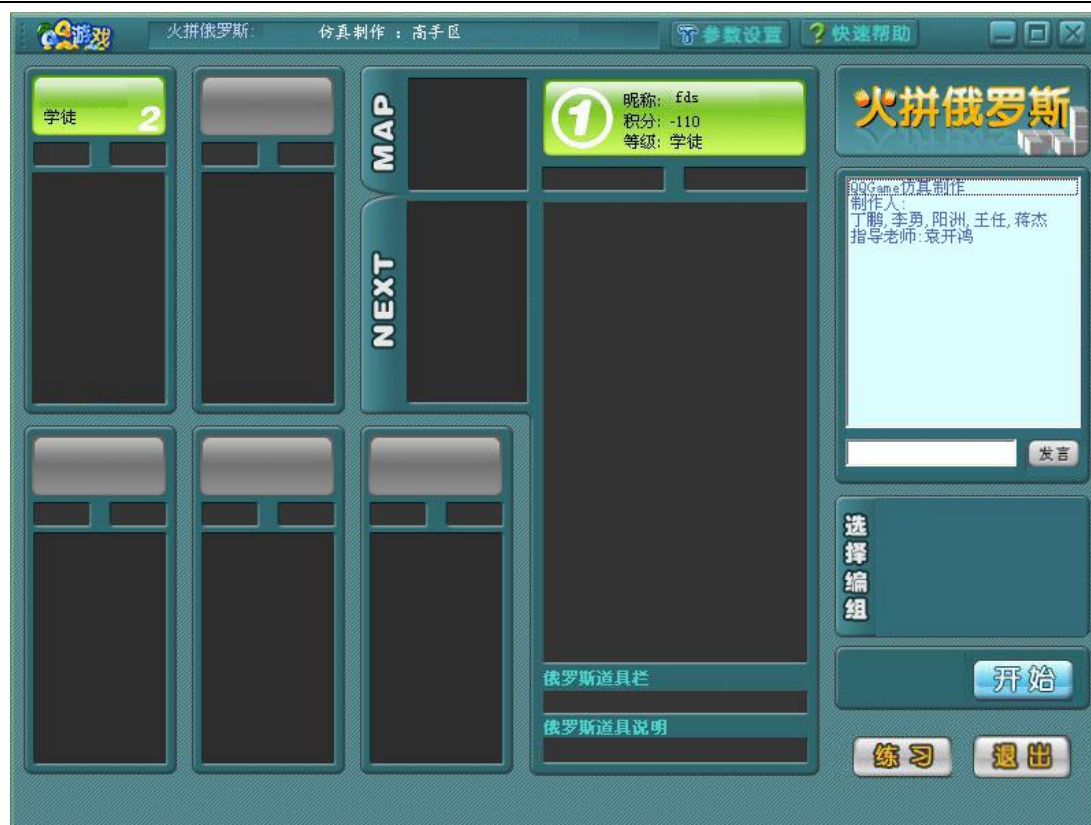 游戏 火拼俄罗斯: 仿真制作 : 高手区 参数设置 ? 快速帮助
学徒 2
MAP
1
昵称: fds
积分: -110
等级: 学徒
火拼俄罗斯
QQGame仿真制作
制作人:
丁鹏, 李勇, 阳洲, 王任, 蒋杰
指导老师: 袁开鸿
NEXT
发言
选择编组
俄罗斯道具栏
俄罗斯道具说明
开始
练习 退出